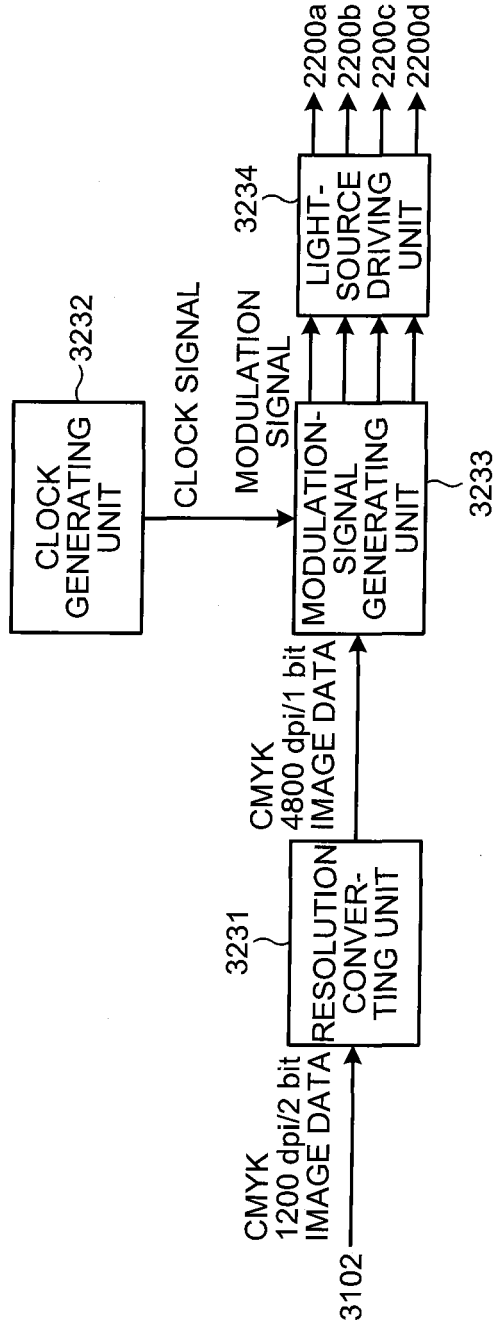 3102
CMYK
1200 dpi/2 bit
IMAGE DATA
3231
RESOLUTION
CONVER-
TING UNIT
CMYK
4800 dpi/1 bit
IMAGE DATA
CLOCK
GENERATING
UNIT
3232
CLOCK SIGNAL
MODULATION-
SIGNAL
GENERATING
UNIT
3233
MODULATION
SIGNAL
3234
LIGHT-
SOURCE
DRIVING
UNIT
2200a
2200b
2200c
2200d